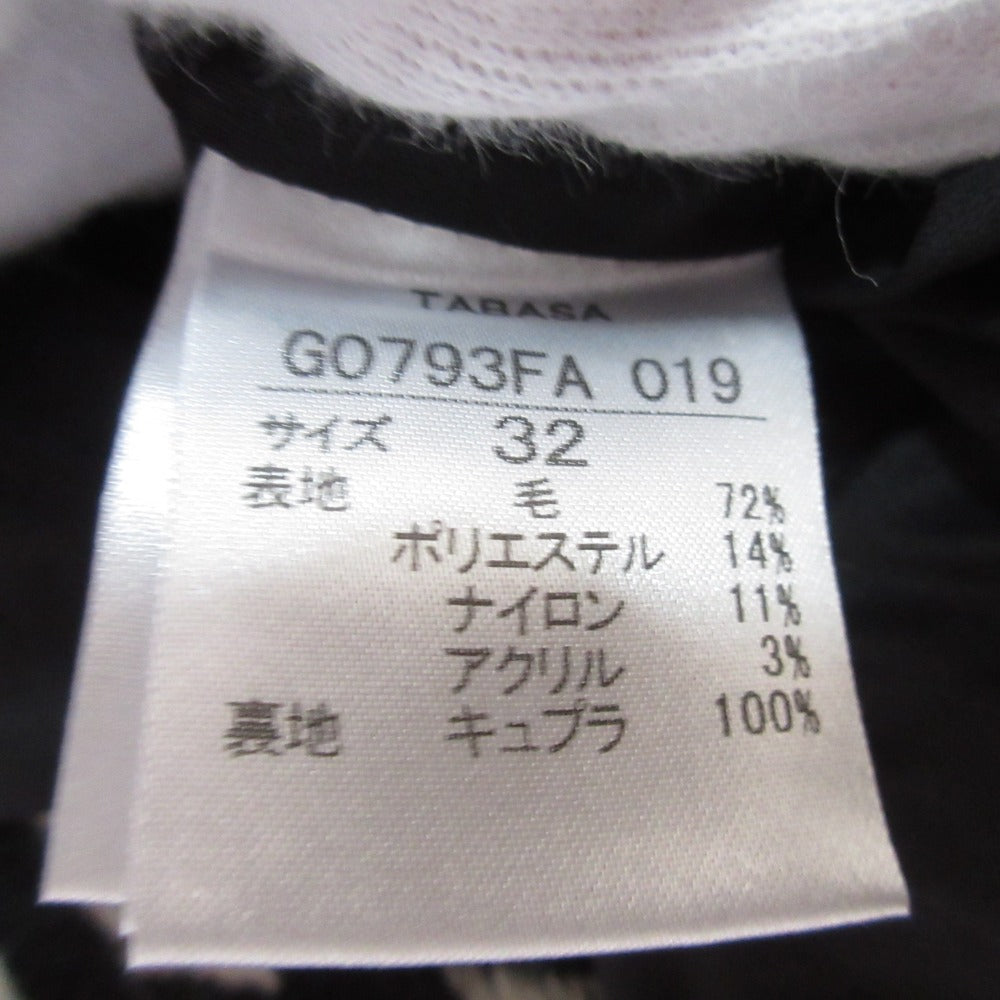 TABASA
G0793FA 019
サイズ 32
表地 毛 72%
ポリエステル 14%
ナイロン 11%
アクリル 3%
裏地 キュプラ 100%